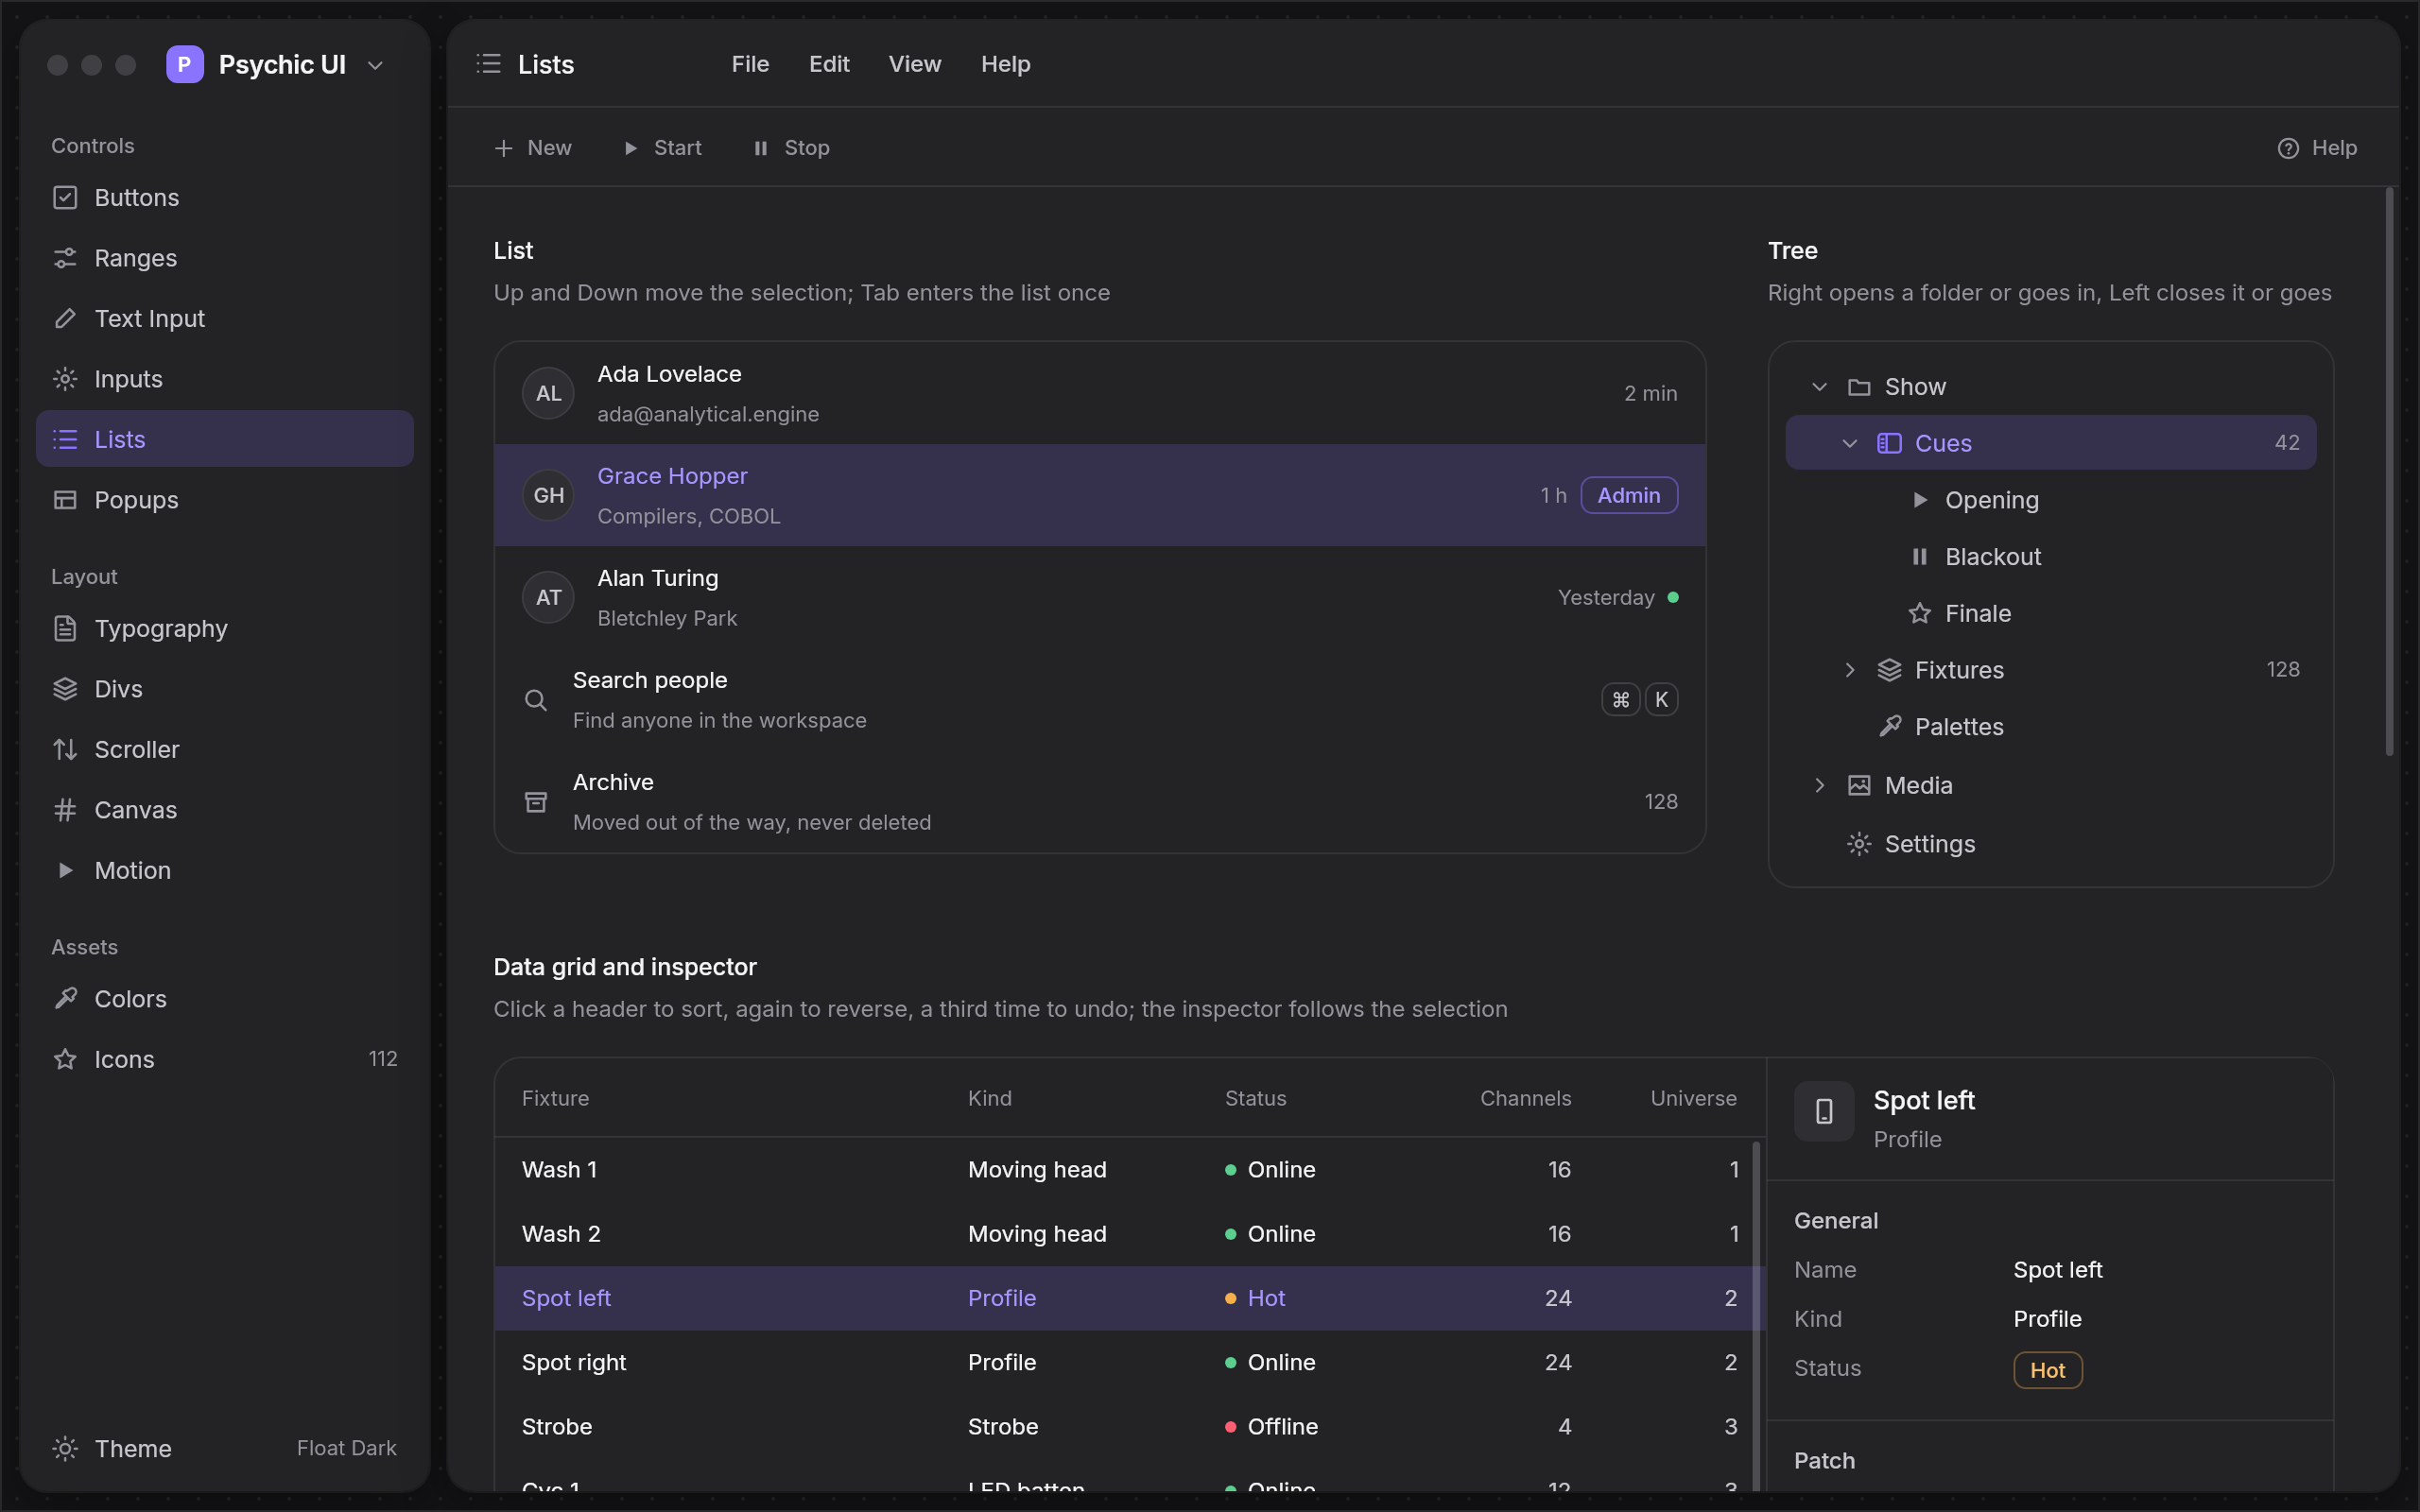 P Psychic UI
Controls
Buttons
Ranges
Text Input
Inputs
Lists
Popups
Layout
Typography
Divs
Scroller
Canvas
Motion
Assets
Colors
Icons 112
Theme Float Dark
Lists File Edit View Help
New Start Stop Help
List
Up and Down move the selection; Tab enters the list once
AL Ada Lovelace
ada@analytical.engine
2 min
GH Grace Hopper
Compilers, COBOL
1 h Admin
AT Alan Turing
Bletchley Park
Yesterday
Search people
Find anyone in the workspace
⌘ K
Archive
Moved out of the way, never deleted
128
Tree
Right opens a folder or goes in, Left closes it or goes
Show
Cues 42
Opening
Blackout
Finale
Fixtures 128
Palettes
Media
Settings
Data grid and inspector
Click a header to sort, again to reverse, a third time to undo; the inspector follows the selection
Fixture Kind Status Channels Universe
Wash 1 Moving head Online 16 1
Wash 2 Moving head Online 16 1
Spot left Profile Hot 24 2
Spot right Profile Online 24 2
Strobe Strobe Offline 4 3
Cyc 1 LED batten Online 12 3
Spot left
Profile
General
Name Spot left
Kind Profile
Status Hot
Patch